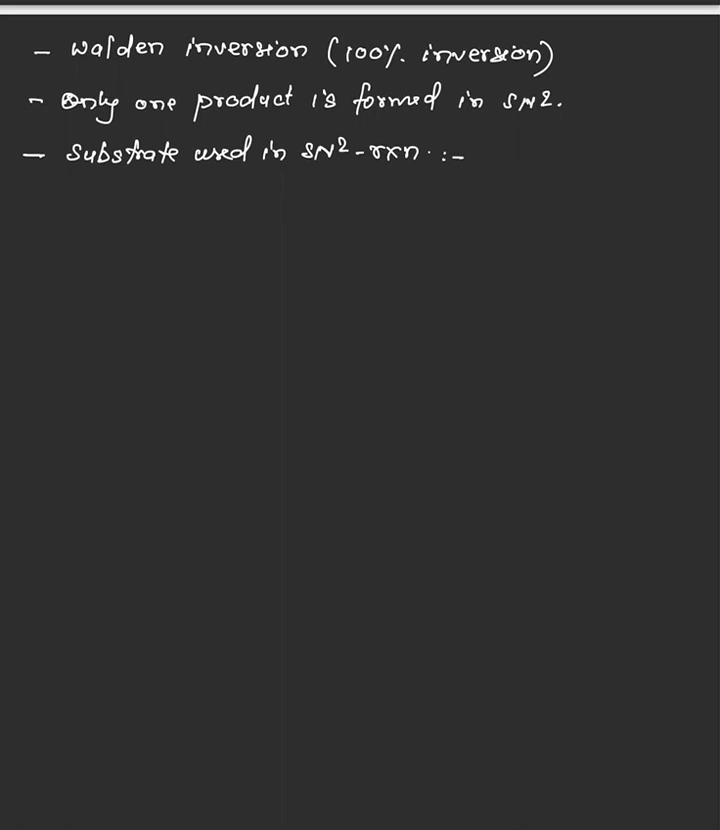 - Walden inversion (100%. inversion)
- Only one product is formed in SN2.
- Substrate used in SN2-rxn. :-